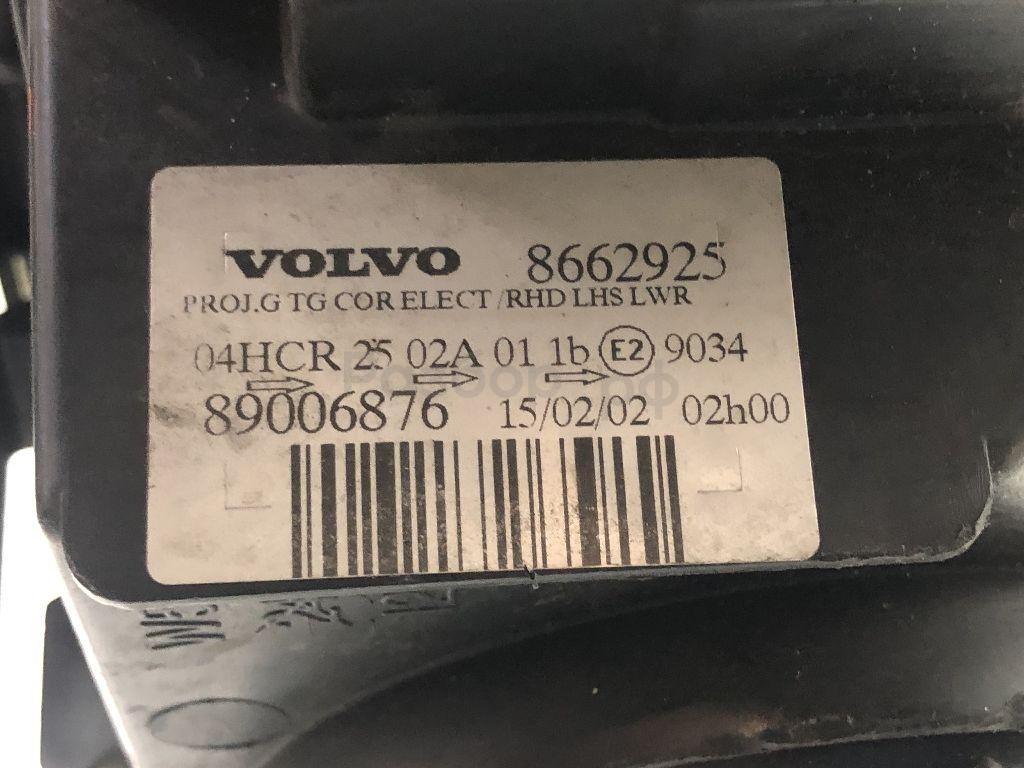 VOLVO 8662925
PROJ.G TG COR ELECT /RHD LHS LWR
04HCR 25 02A 01 1b E2 9034
89006876 15/02/02 02h00